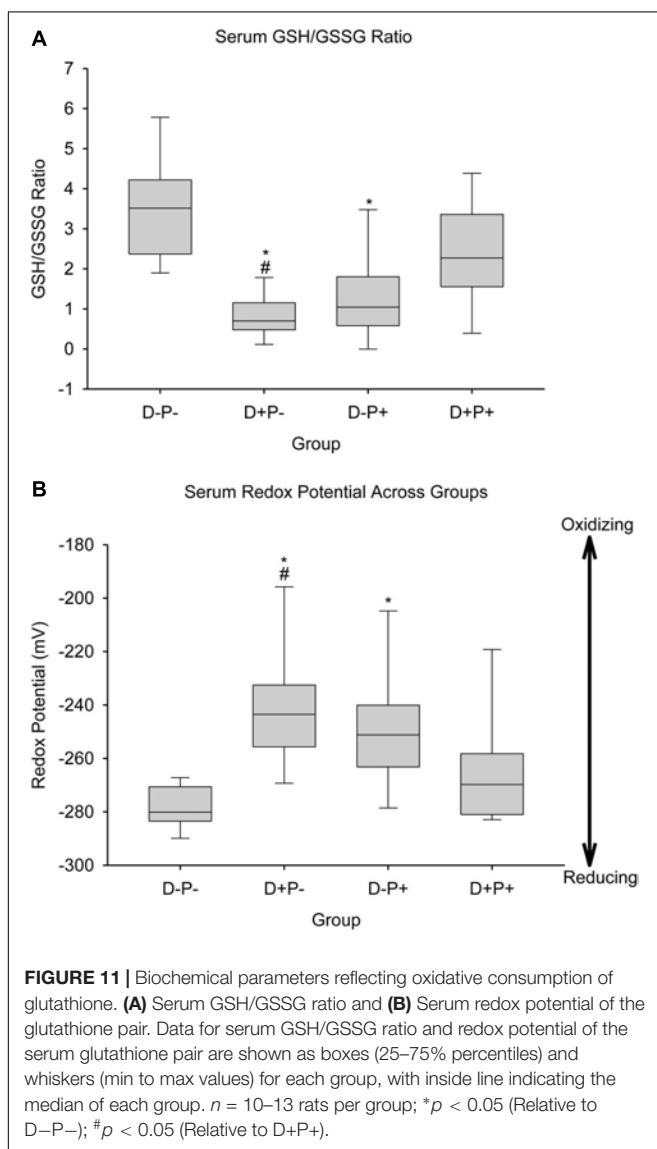 A
Serum GSH/GSSG Ratio
GSH/GSSG Ratio
7
6
5
4
3
2
1
0
-1
*
#
*
D-P-
D+P-
D-P+
D+P+
Group
B
Serum Redox Potential Across Groups
Oxidizing
Redox Potential (mV)
-180
-200
-220
-240
-260
-280
-300
*
#
*
Reducing
D-P-
D+P-
D-P+
D+P+
Group
FIGURE 11 | Biochemical parameters reflecting oxidative consumption of
glutathione. (A) Serum GSH/GSSG ratio and (B) Serum redox potential of the
glutathione pair. Data for serum GSH/GSSG ratio and redox potential of the
serum glutathione pair are shown as boxes (25–75% percentiles) and
whiskers (min to max values) for each group, with inside line indicating the
median of each group. n = 10–13 rats per group; *p < 0.05 (Relative to
D−P−); #p < 0.05 (Relative to D+P+).